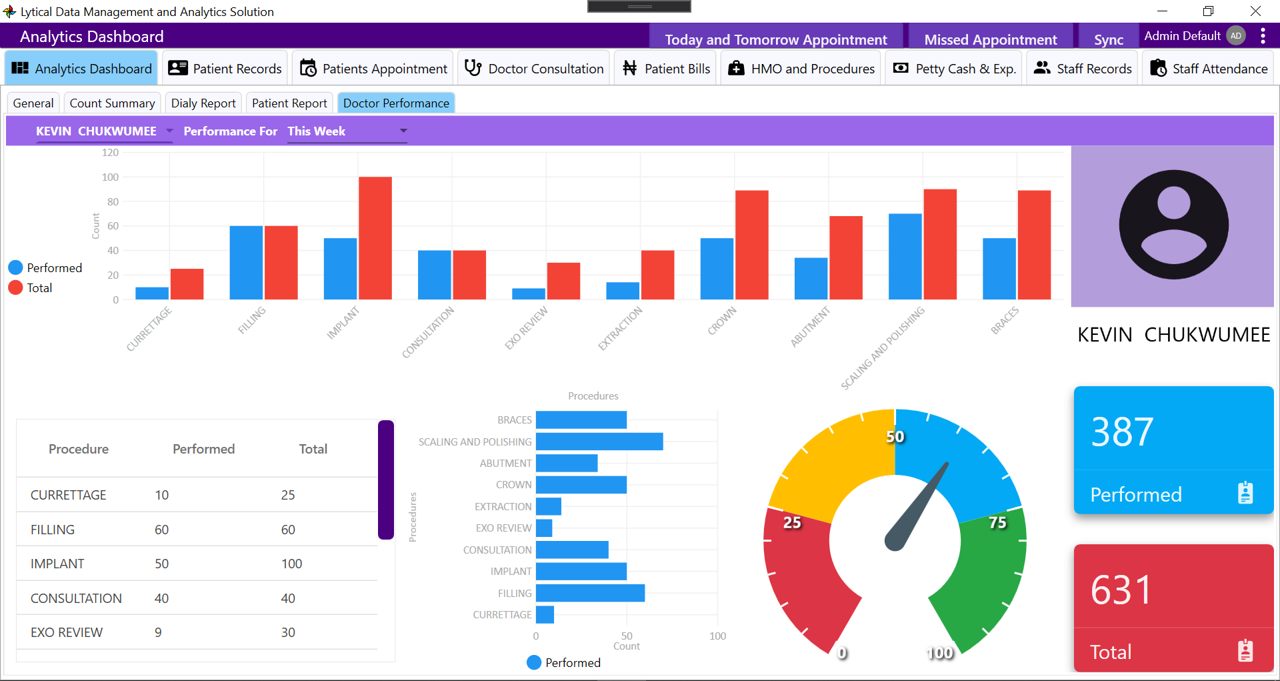 Lytical Data Management and Analytics Solution
Analytics Dashboard
Today and Tomorrow Appointment
Missed Appointment
Sync
Admin Default
AD
Analytics Dashboard
Patient Records
Patients Appointment
Doctor Consultation
Patient Bills
HMO and Procedures
Petty Cash & Exp.
Staff Records
Staff Attendance
General
Count Summary
Dialy Report
Patient Report
Doctor Performance
KEVIN CHUKWUMEE
Performance For
This Week
Performed
Total
Count
120
100
80
60
40
20
0
CURRETTAGE
FILLING
IMPLANT
CONSULTATION
EXO REVIEW
EXTRACTION
CROWN
ABUTMENT
SCALING AND POLISHING
BRACES
KEVIN CHUKWUMEE
Procedure Performed Total
CURRETTAGE 10 25
FILLING 60 60
IMPLANT 50 100
CONSULTATION 40 40
EXO REVIEW 9 30
Procedures
Procedures
BRACES
SCALING AND POLISHING
ABUTMENT
CROWN
EXTRACTION
EXO REVIEW
CONSULTATION
IMPLANT
FILLING
CURRETTAGE
0 50 100
Count
Performed
0
25
50
75
100
387
Performed
631
Total